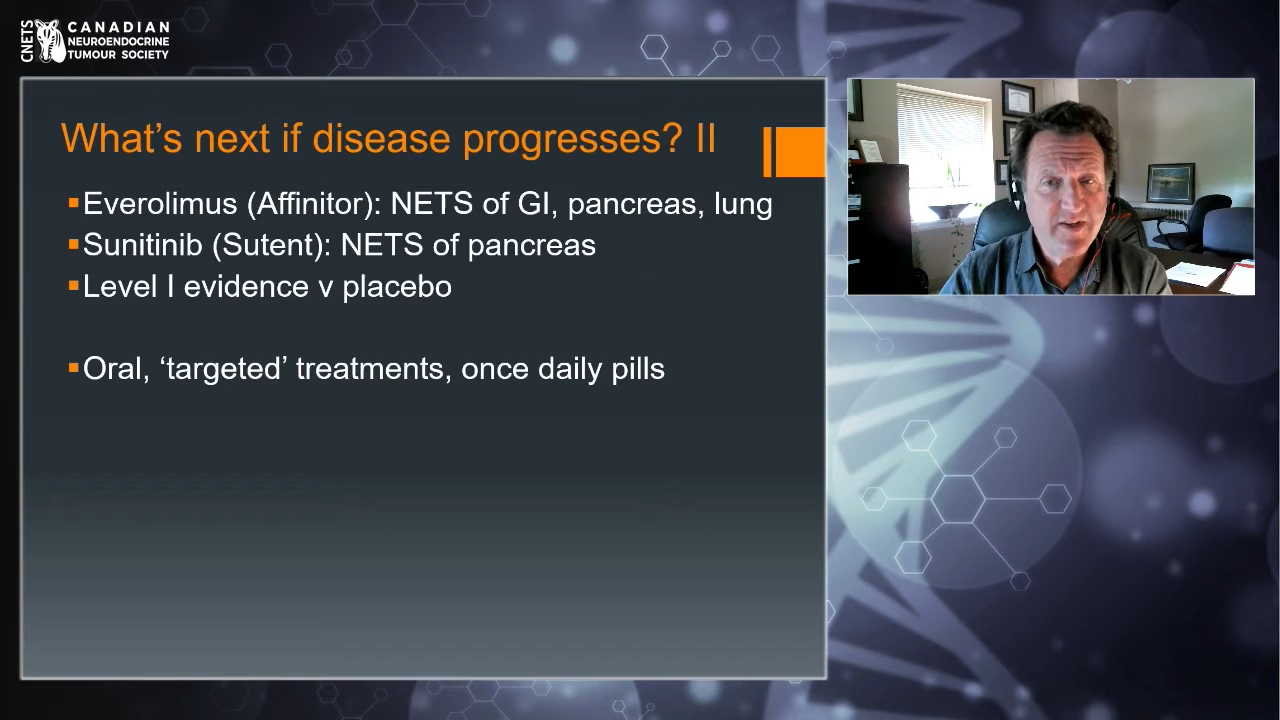 CNETS
CANADIAN
NEUROENDOCRINE
TUMOUR SOCIETY
What's next if disease progresses? II
Everolimus (Affinitor): NETS of GI, pancreas, lung
Sunitinib (Sutent): NETS of pancreas
Level I evidence v placebo
Oral, ‘targeted’ treatments, once daily pills